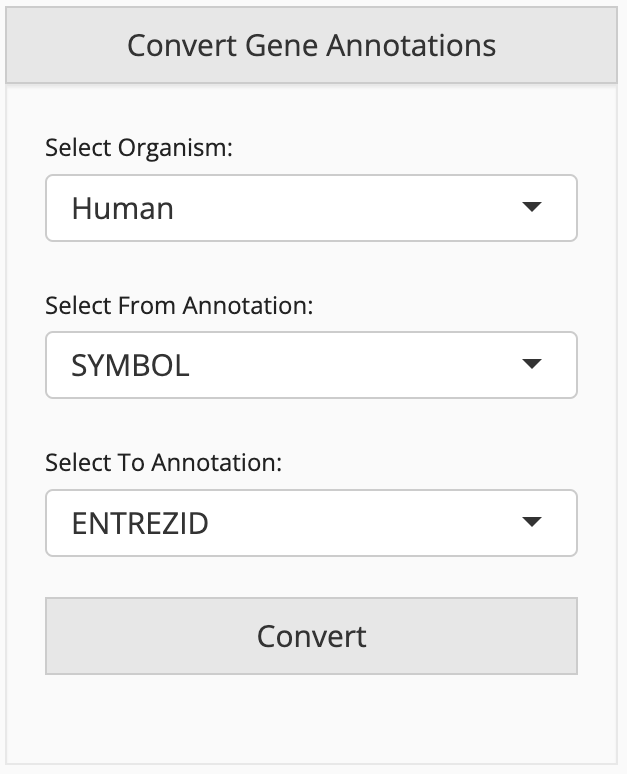 Convert Gene Annotations
Select Organism:
Human
Select From Annotation:
SYMBOL
Select To Annotation:
ENTREZID
Convert